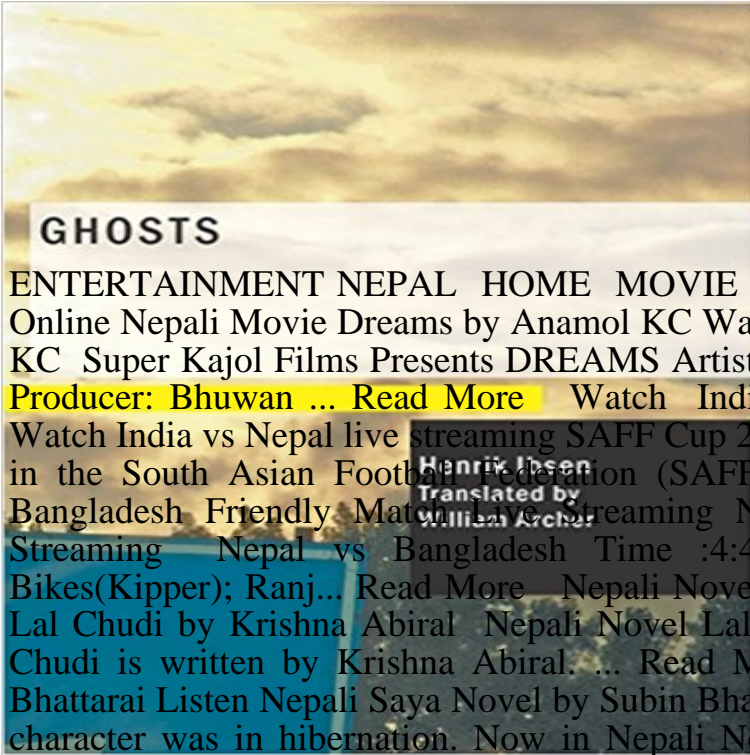 GHOSTS
ENTERTAINMENT NEPAL HOME MOVIE
Online Nepali Movie Dreams by Anamol KC Wa
KC Super Kajol Films Presents DREAMS Artist
Producer: Bhuwan ... Read More Watch Indi
Watch India vs Nepal live streaming SAFF Cup 2
in the South Asian Football Federation (SAFF
Henrik Ibsen
Translated by
William Archer
Bangladesh Friendly Match Live Streaming N
Streaming Nepal vs Bangladesh Time :4:4
Bikes(Kipper); Ranj... Read More Nepali Nove
Lal Chudi by Krishna Abiral Nepali Novel Lal
Chudi is written by Krishna Abiral. ... Read M
Bhattarai Listen Nepali Saya Novel by Subin Bha
character was in hibernation. Now in Nepali N